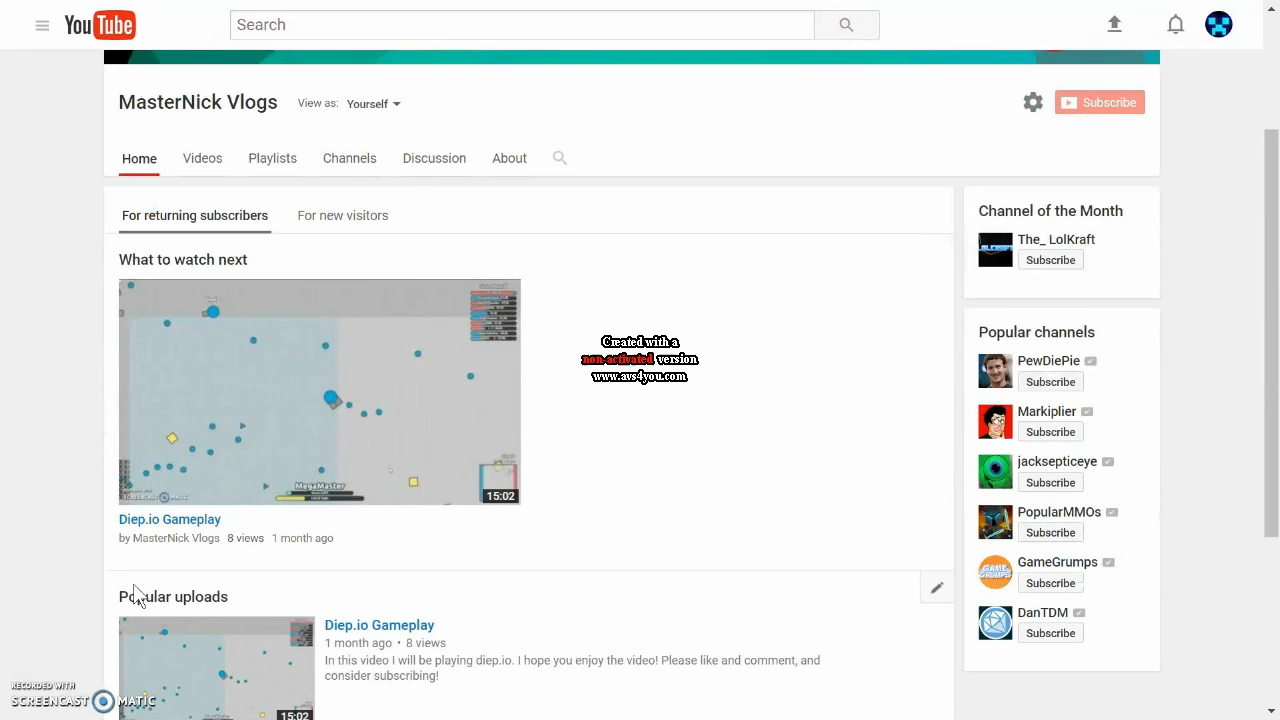 YouTube
Search
MasterNick Vlogs
View as: Yourself
Subscribe
Home Videos Playlists Channels Discussion About
For returning subscribers For new visitors
What to watch next
MegaMaster
15:02
Diep.io Gameplay
by MasterNick Vlogs 8 views 1 month ago
Created with a
non-activated version
www.avs4you.com
Popular uploads
15:02
Diep.io Gameplay
1 month ago • 8 views
In this video I will be playing diep.io. I hope you enjoy the video! Please like and comment, and
consider subscribing!
Channel of the Month
The_ LolKraft
Subscribe
Popular channels
PewDiePie
Subscribe
Markiplier
Subscribe
jacksepticeye
Subscribe
PopularMMOs
Subscribe
GAME GRUMPS
GameGrumps
Subscribe
DanTDM
Subscribe
RECORDED WITH
SCREENCAST MATIC